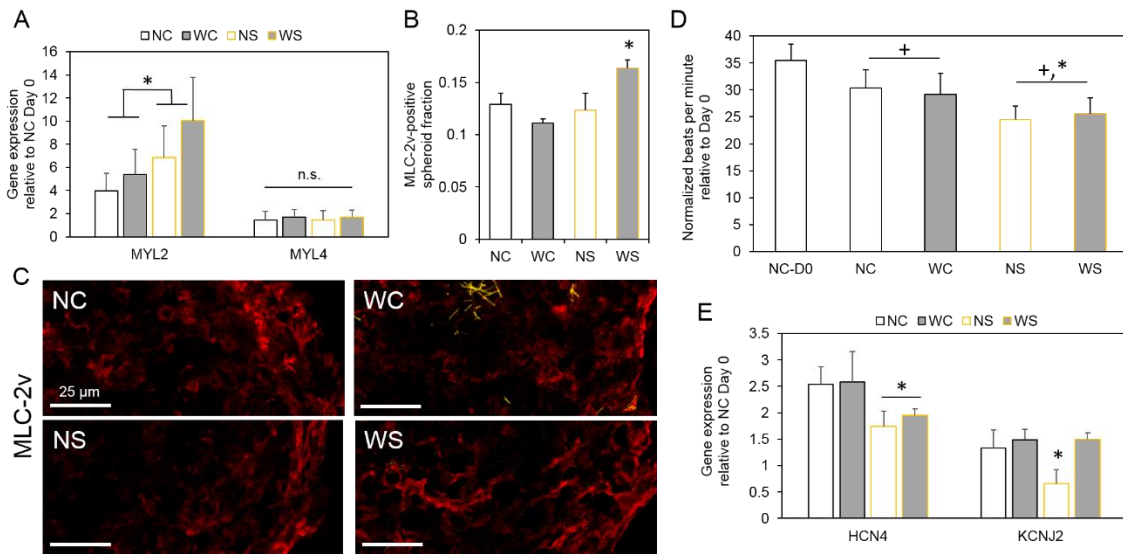 A
NC WC NS WS
Gene expression
relative to NC Day 0
16
14
12
10
8
6
4
2
0
*
n.s.
MYL2 MYL4
B
MLC-2v-positive
spheroid fraction
0.2
0.15
0.1
0.05
0
*
NC WC NS WS
C
MLC-2v
NC
25 µm
WC
NS
WS
D
Normalized beats per minute
relative to Day 0
40
35
30
25
20
15
10
5
0
+
+,*
NC-D0 NC WC NS WS
E
NC WC NS WS
Gene expression
relative to NC Day 0
3.5
3
2.5
2
1.5
1
0.5
0
*
*
HCN4 KCNJ2